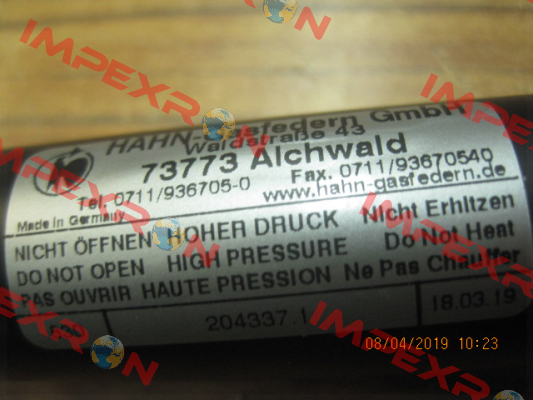 IMPEXRON
IMPEXRON
HAHN-Gasfedern GmbH
Waldstraße 43
73773 Aichwald
Tel. 0711/936705-0 Fax. 0711/93670540
www.hahn-gasfedern.de
Made in Germany
NICHT ÖFFNEN HOHER DRUCK Nicht Erhitzen
DO NOT OPEN HIGH PRESSURE Do Not Heat
PAS OUVRIR HAUTE PRESSION Ne Pas Chauffer
204337.1 18.03.19
08/04/2019 10:23
IMPEXRON
IMPEXRON